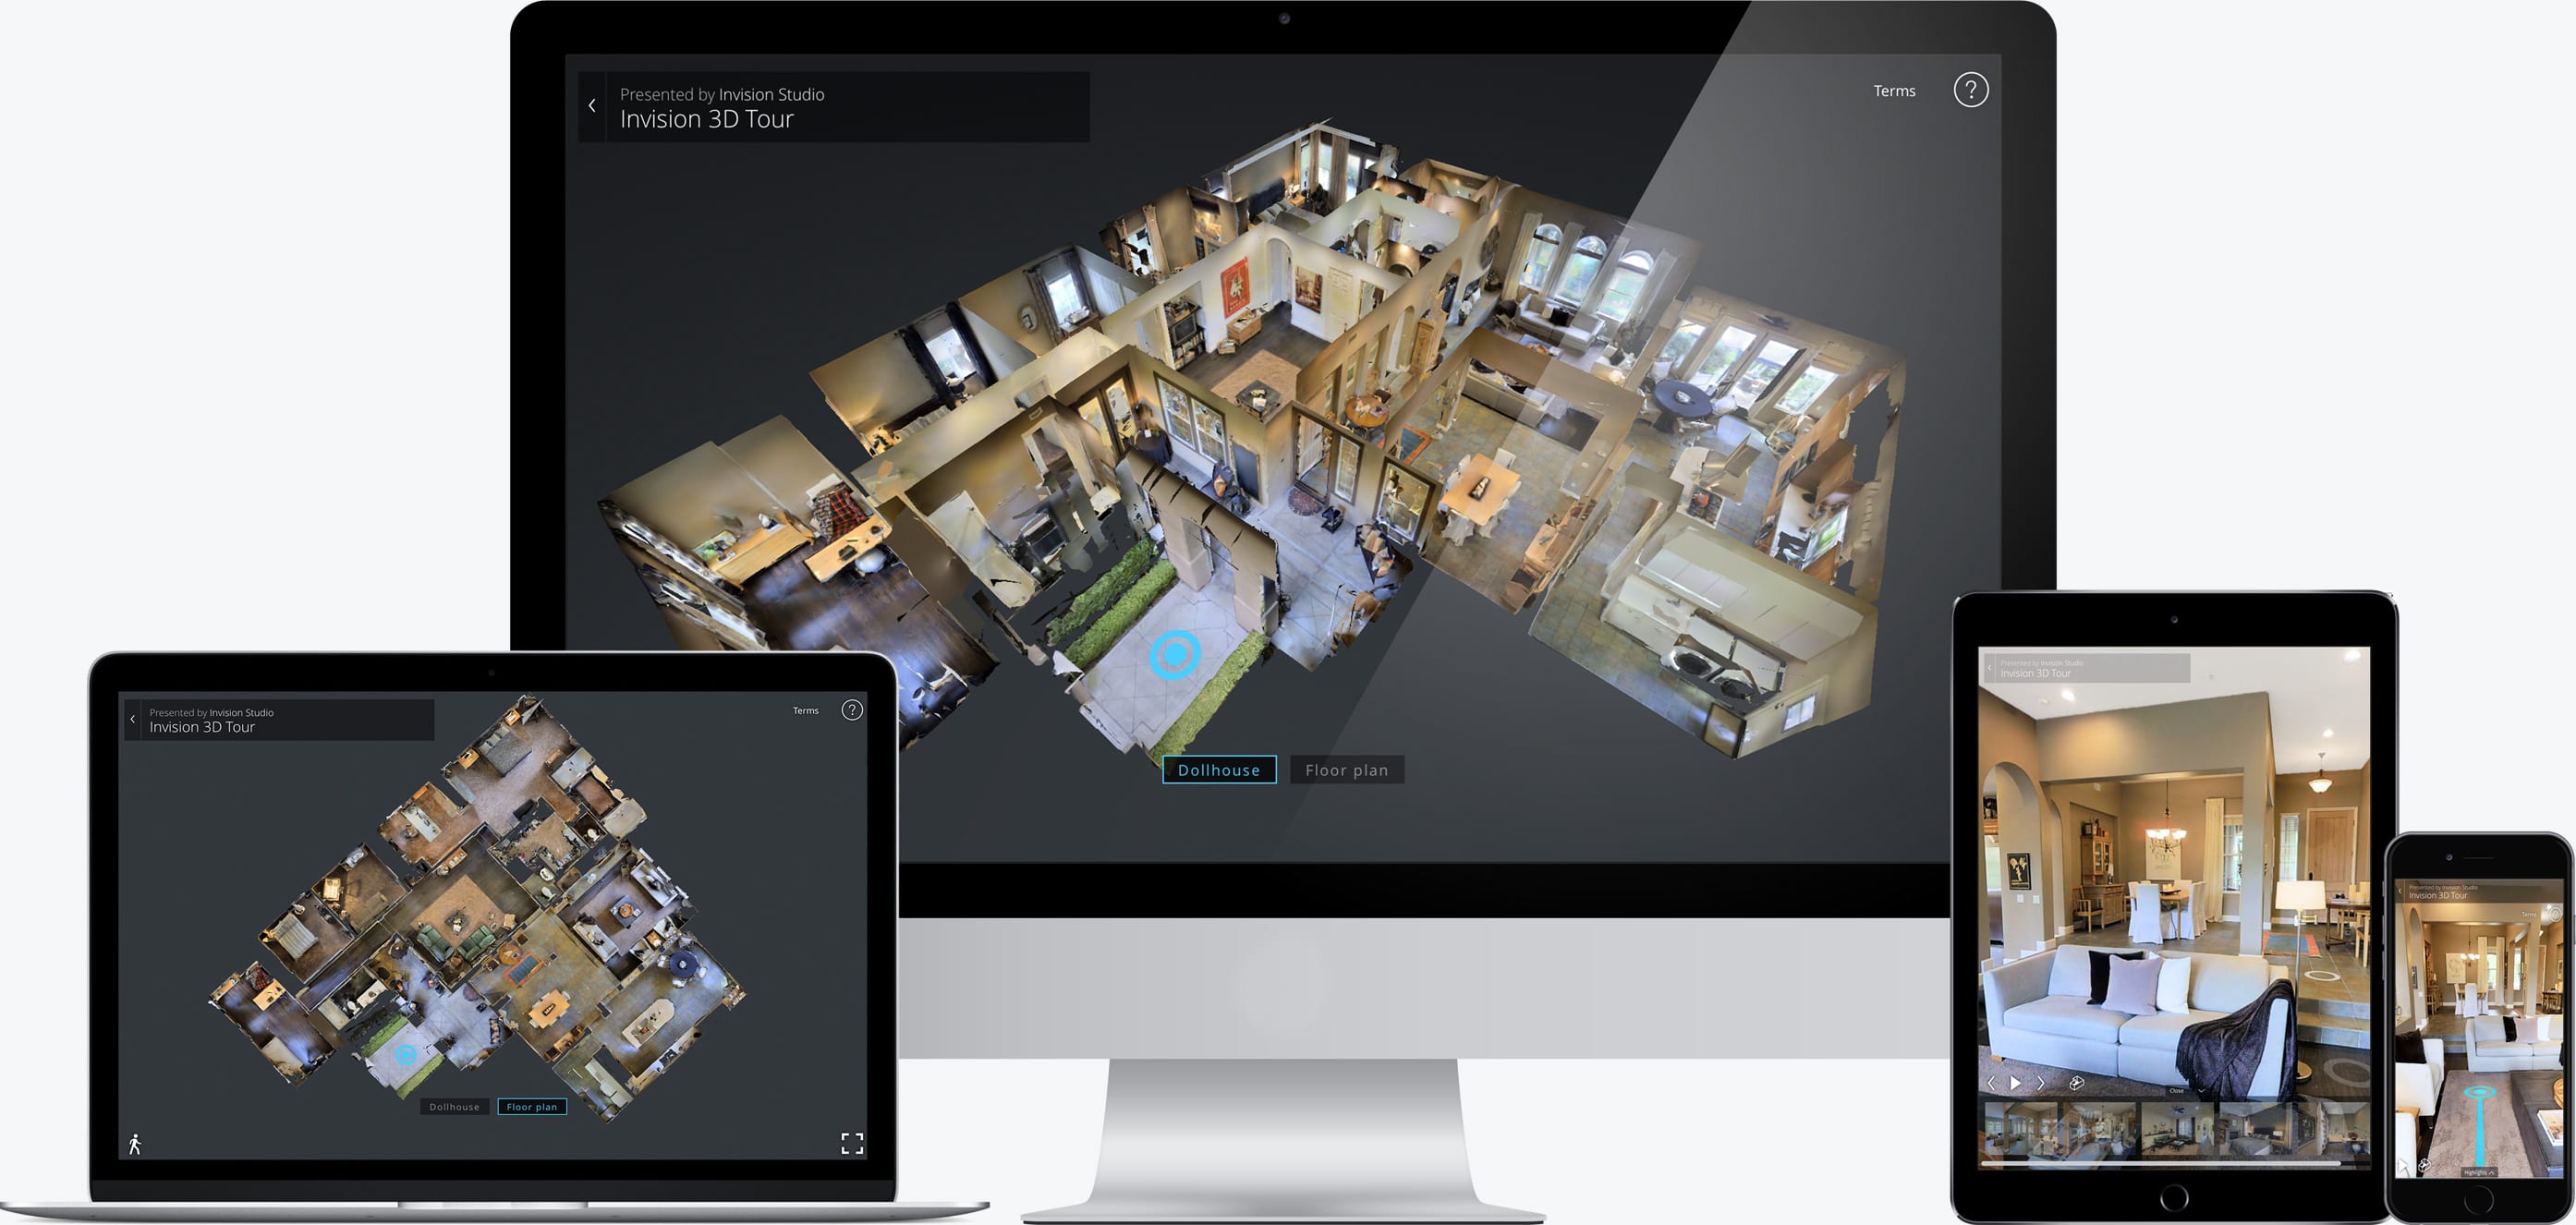 Presented by Invision Studio
Invision 3D Tour
Terms
?
Dollhouse
Floor plan
Presented by Invision Studio
Invision 3D Tour
Terms
?
Dollhouse
Floor plan
Presented by Invision Studio
Invision 3D Tour
Close
Presented by Invision Studio
Invision 3D Tour
Terms
Highlights